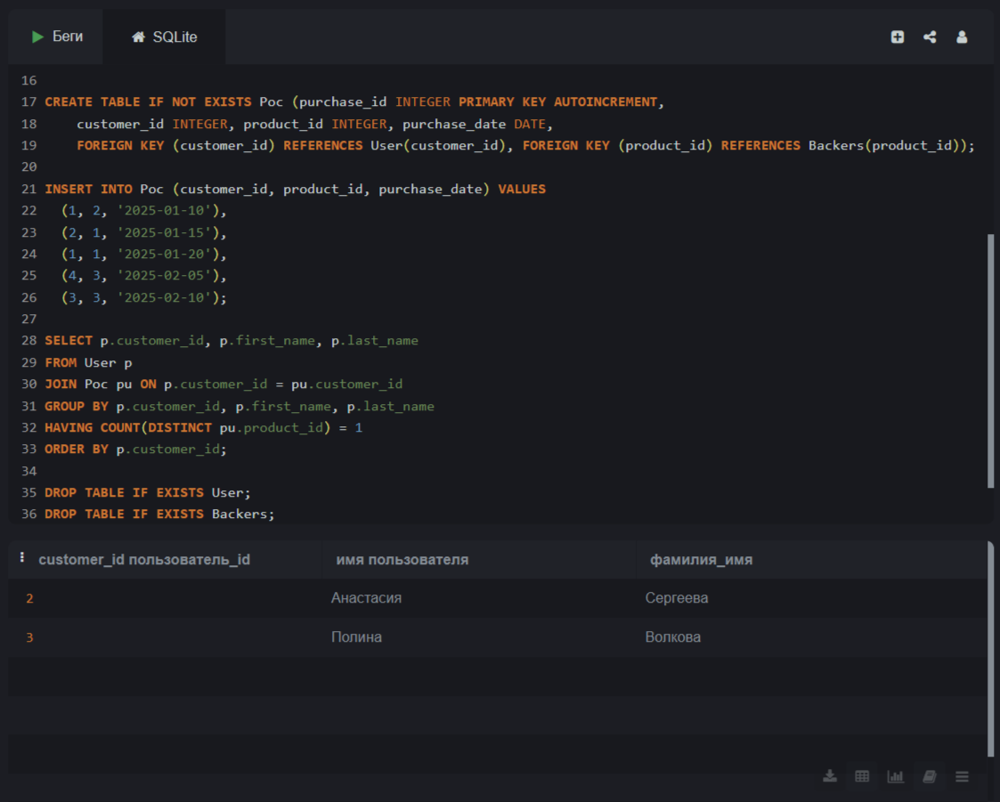 Беги SQLite
16
17 CREATE TABLE IF NOT EXISTS Poc (purchase_id INTEGER PRIMARY KEY AUTOINCREMENT,
18 customer_id INTEGER, product_id INTEGER, purchase_date DATE,
19 FOREIGN KEY (customer_id) REFERENCES User(customer_id), FOREIGN KEY (product_id) REFERENCES Backers(product_id));
20
21 INSERT INTO Poc (customer_id, product_id, purchase_date) VALUES
22 (1, 2, '2025-01-10'),
23 (2, 1, '2025-01-15'),
24 (1, 1, '2025-01-20'),
25 (4, 3, '2025-02-05'),
26 (3, 3, '2025-02-10');
27
28 SELECT p.customer_id, p.first_name, p.last_name
29 FROM User p
30 JOIN Poc pu ON p.customer_id = pu.customer_id
31 GROUP BY p.customer_id, p.first_name, p.last_name
32 HAVING COUNT(DISTINCT pu.product_id) = 1
33 ORDER BY p.customer_id;
34
35 DROP TABLE IF EXISTS User;
36 DROP TABLE IF EXISTS Backers;
customer_id пользователь_id имя пользователя фамилия_имя
2 Анастасия Сергеева
3 Полина Волкова